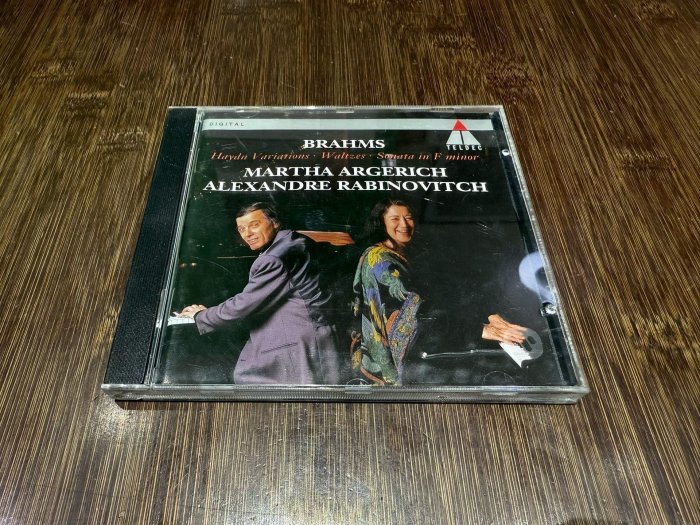 DIGITAL
BRAHMS
Haydn Variations · Waltzes · Sonata in F minor
MARTHA ARGERICH
ALEXANDRE RABINOVITCH
TELDEC